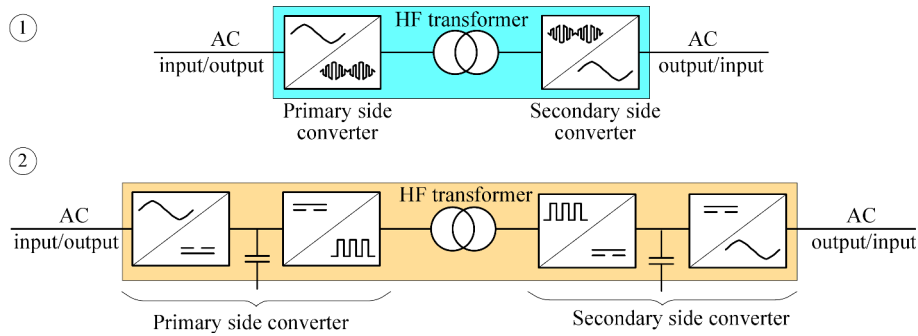 1
HF transformer
AC
input/output
AC
output/input
Primary side
converter
Secondary side
converter
2
HF transformer
AC
input/output
AC
output/input
Primary side converter
Secondary side converter